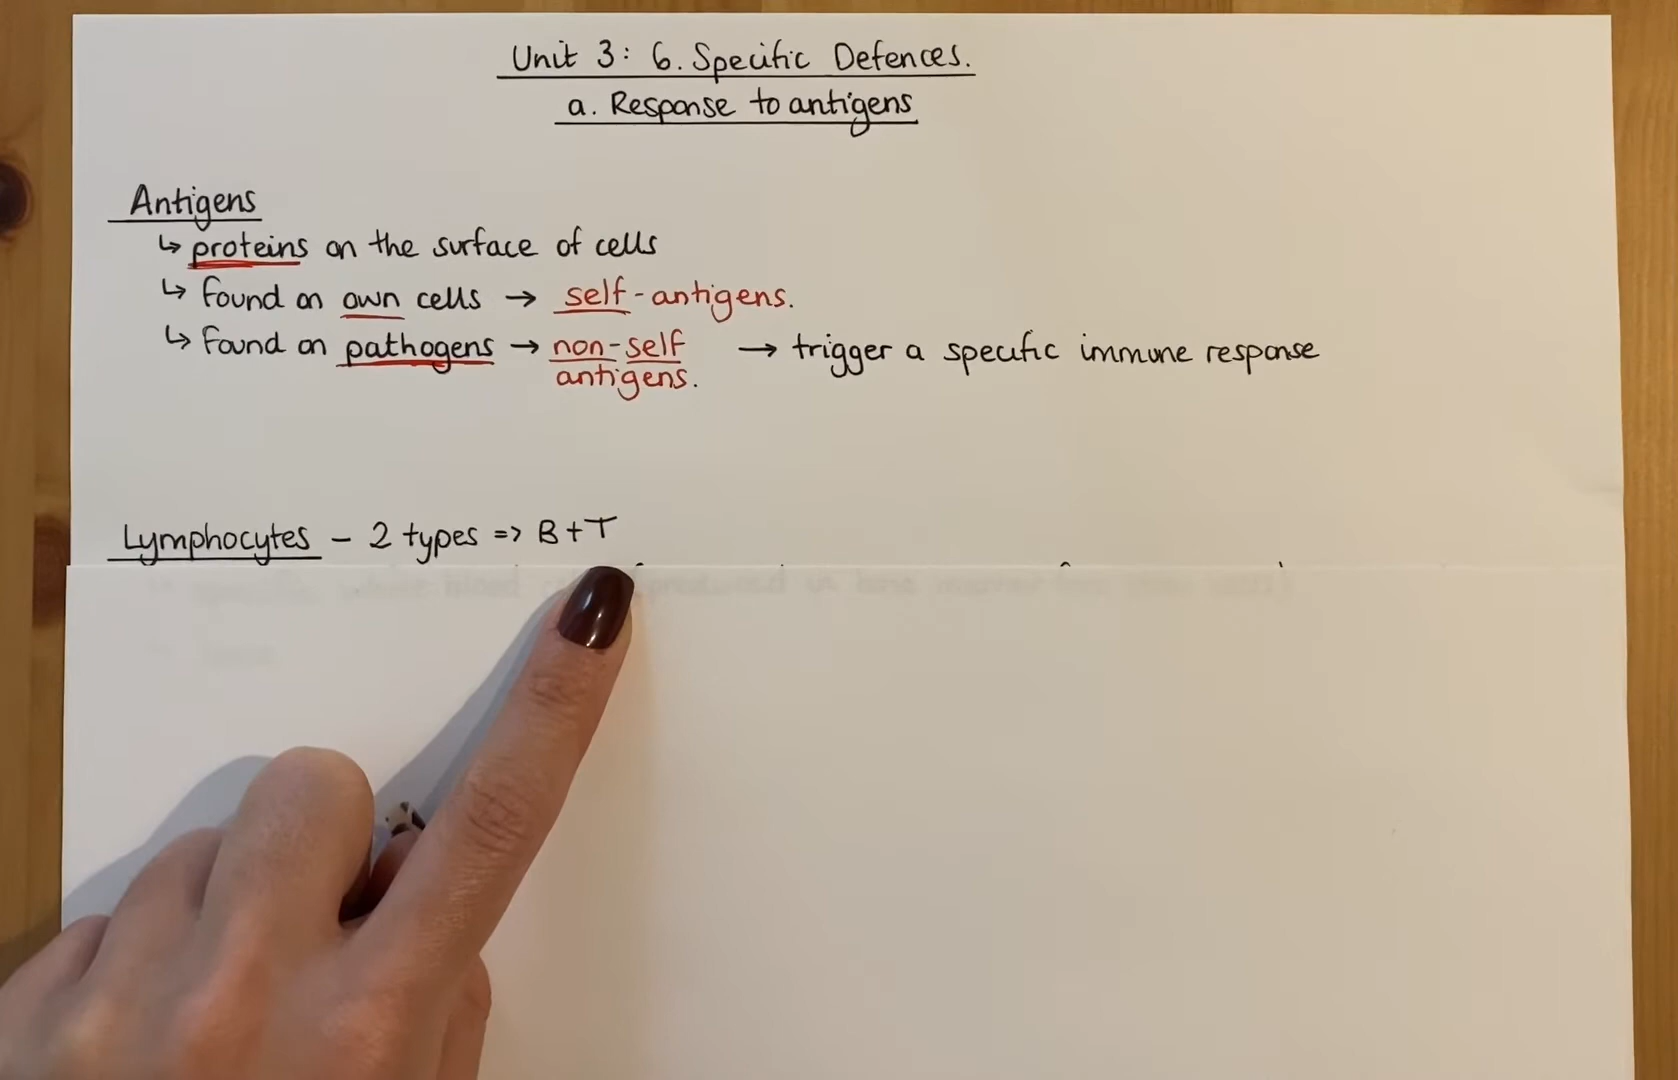 Unit 3: 6. Specific Defences.
a. Response to antigens
Antigens
↳ proteins on the surface of cells
↳ found on own cells → self-antigens.
↳ found on pathogens → non-self antigens. → trigger a specific immune response
Lymphocytes - 2 types => B+T